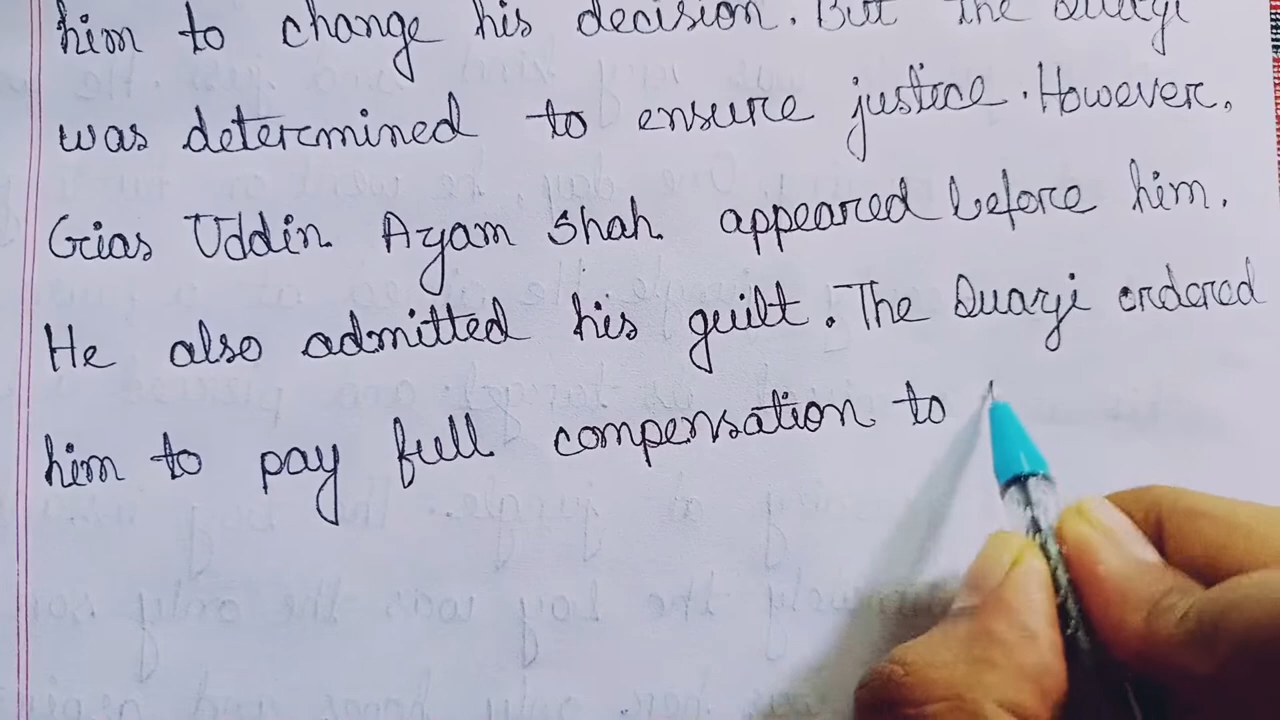 him to change his decision. But the Quazi
was determined to ensure justice. However,
Gias Uddin Azam Shah appeared before him.
He also admitted his guilt. The Quazi ordered
him to pay full compensation to